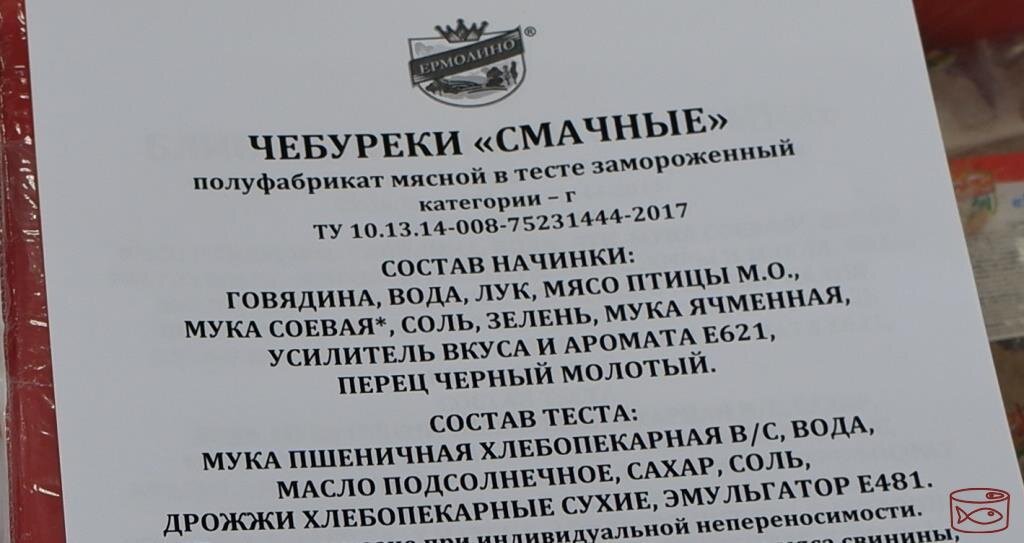 ЕРМОЛИНО ®
ЧЕБУРЕКИ «СМАЧНЫЕ»
полуфабрикат мясной в тесте замороженный
категории – г
ТУ 10.13.14-008-75231444-2017
СОСТАВ НАЧИНКИ:
ГОВЯДИНА, ВОДА, ЛУК, МЯСО ПТИЦЫ М.О.,
МУКА СОЕВАЯ*, СОЛЬ, ЗЕЛЕНЬ, МУКА ЯЧМЕННАЯ,
УСИЛИТЕЛЬ ВКУСА И АРОМАТА Е621,
ПЕРЕЦ ЧЕРНЫЙ МОЛОТЫЙ.
СОСТАВ ТЕСТА:
МУКА ПШЕНИЧНАЯ ХЛЕБОПЕКАРНАЯ В/С, ВОДА,
МАСЛО ПОДСОЛНЕЧНОЕ, САХАР, СОЛЬ,
ДРОЖЖИ ХЛЕБОПЕКАРНЫЕ СУХИЕ, ЭМУЛЬГАТОР Е481.
при индивидуальной непереносимости.
свинины,